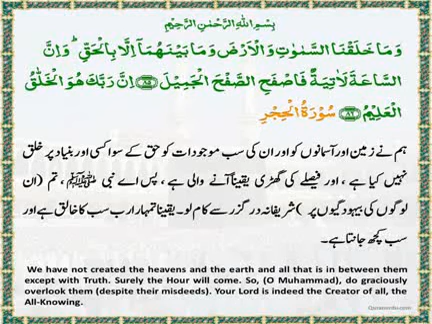 بِسْمِ اللّٰهِ الرَّحْمٰنِ الرَّحِيْمِ
وَمَا خَلَقْنَا السَّمٰوٰتِ وَالْاَرْضَ وَمَا بَيْنَهُمَاۤ اِلَّا بِالْحَقِّ ؕ وَاِنَّ
السَّاعَةَ لَاٰتِيَةٌ فَاصْفَحِ الصَّفْحَ الْجَمِيْلَ ﴿۸۵﴾ اِنَّ رَبَّكَ هُوَ الْخَلّٰقُ
الْعَلِيْمُ ﴿۸۶﴾ سُوْرَةُ الْحِجْرِ
ہم نے زمین اور آسمانوں کو اور ان کی سب موجودات کو حق کے سوا کسی اور بنیاد پر خلق
نہیں کیا ہے ، اور فیصلے کی گھڑی یقیناً آنے والی ہے ، پس اے نبی ﷺ، تم (اِن
لوگوں کی بیہودگیوں پر ) شریفانہ درگزر سے کام لو۔ یقیناً تمہارا رب سب کا خالق ہے اور
سب کچھ جانتا ہے۔
We have not created the heavens and the earth and all that is in between them
except with Truth. Surely the Hour will come. So, (O Muhammad), do graciously
overlook them (despite their misdeeds). Your Lord is indeed the Creator of all, the
All-Knowing.